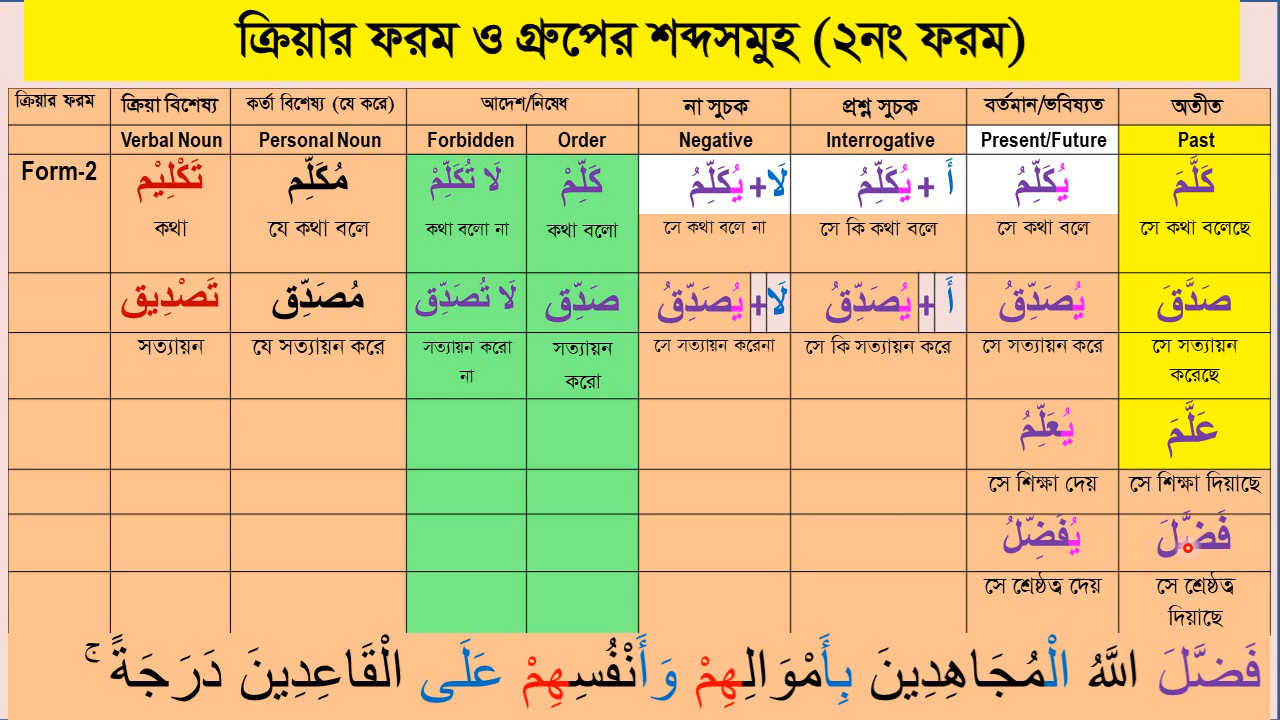 ক্রিয়ার ফরম ও গ্রুপের শব্দসমুহ (২নং ফরম)
ক্রিয়ার ফরম ক্রিয়া বিশেষ্য কর্তা বিশেষ্য (যে করে) আদেশ/নিষেধ না সুচক প্রশ্ন সুচক বর্তমান/ভবিষ্যত অতীত
Verbal Noun Personal Noun Forbidden Order Negative Interrogative Present/Future Past
Form-2 تَكْلِيْم مُكَلِّم لَا تُكَلِّمْ كَلِّمْ لَا+ يُكَلِّمُ أَ + يُكَلِّمُ يُكَلِّمُ كَلَّمَ
কথা যে কথা বলে কথা বলো না কথা বলো সে কথা বলে না সে কি কথা বলে সে কথা বলে সে কথা বলেছে
تَصْدِيق مُصَدِّق لَا تُصَدِّق صَدِّق لَا+ يُصَدِّقُ أَ + يُصَدِّقُ يُصَدِّقُ صَدَّقَ
সত্যায়ন যে সত্যায়ন করে সত্যায়ন করো সত্যায়ন সে সত্যায়ন করেনা সে কি সত্যায়ন করে সে সত্যায়ন করে সে সত্যায়ন
না করো করেছে
يُعَلِّمُ عَلَّمَ
সে শিক্ষা দেয় সে শিক্ষা দিয়াছে
يُفَضِّلُ فَضَّلَ
সে শ্রেষ্ঠত্ব দেয় সে শ্রেষ্ঠত্ব
দিয়াছে
فَضَّلَ اللَّهُ الْمُجَاهِدِينَ بِأَمْوَالِهِمْ وَأَنْفُسِهِمْ عَلَى الْقَاعِدِينَ دَرَجَةً ۚ